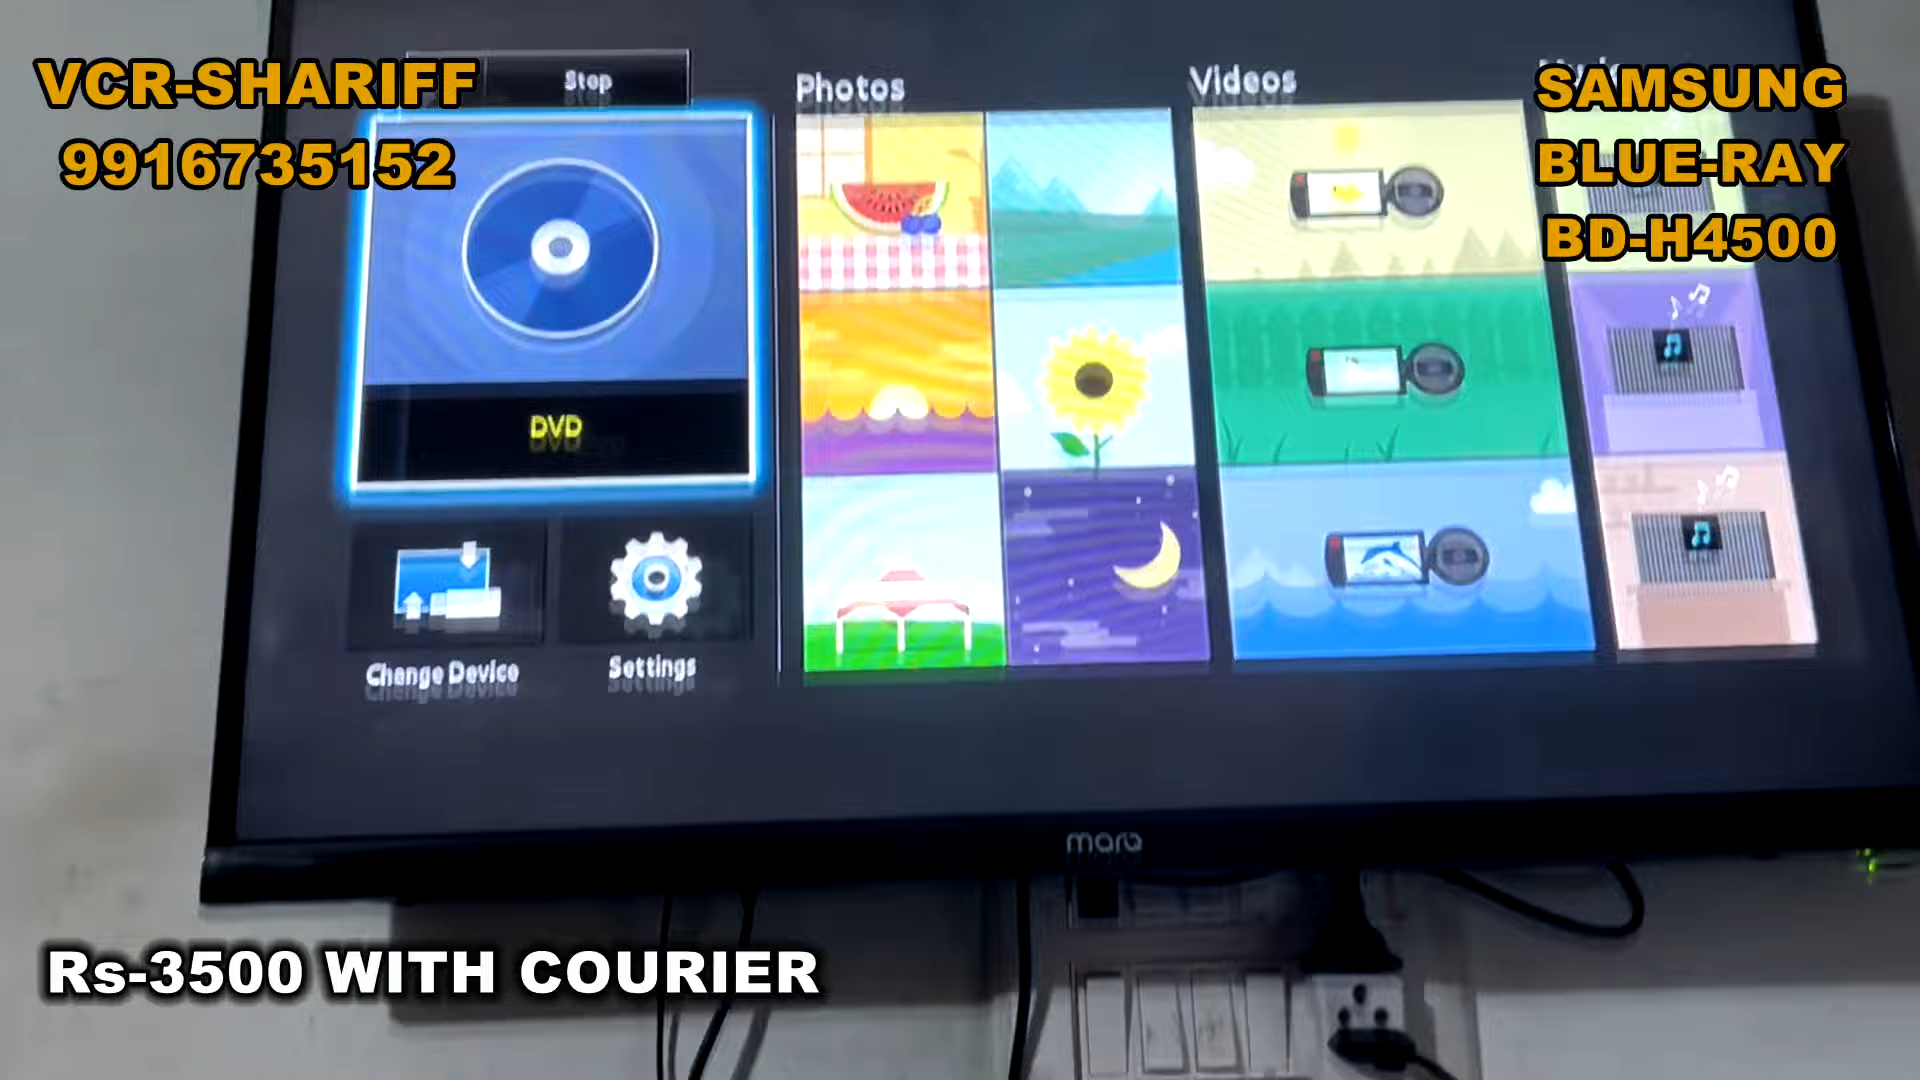 VCR-SHARIFF
9916735152
SAMSUNG
BLUE-RAY
BD-H4500
Stop
Photos
Videos
DVD
Change Device
Settings
marQ
Rs-3500 WITH COURIER